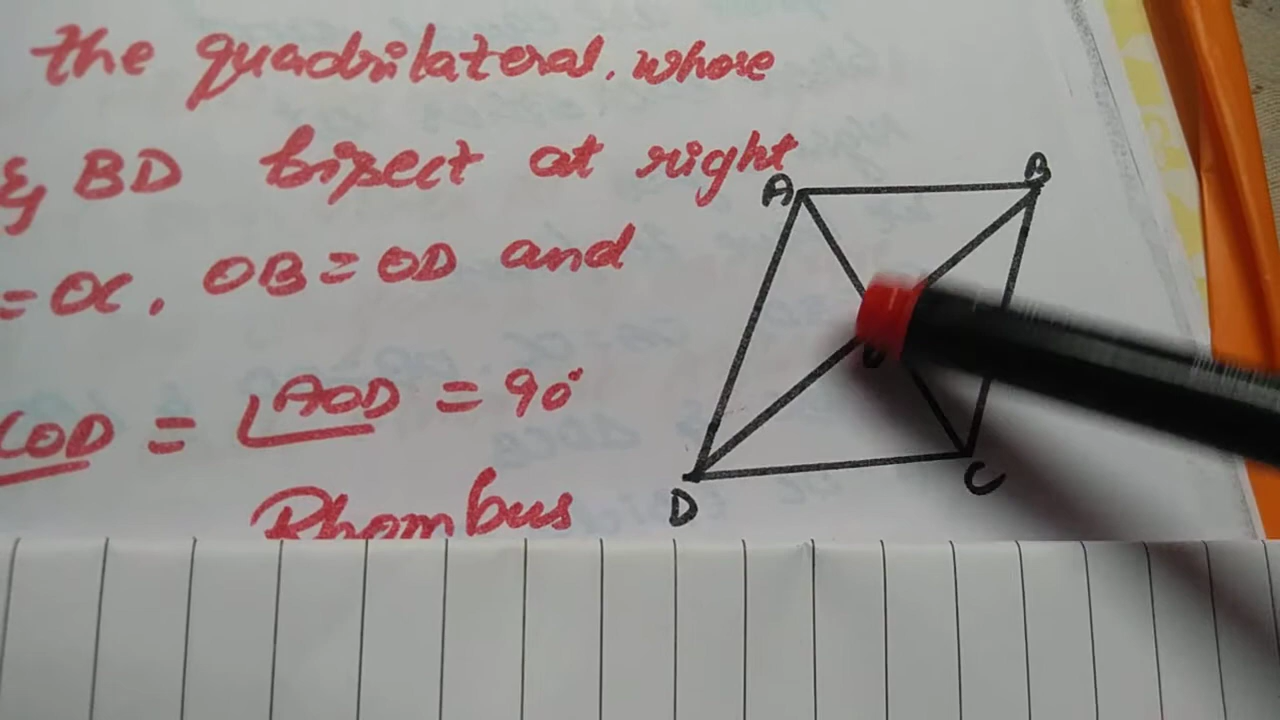 the quadrilateral, whose
& BD bisect at right
= OC, OB = OD and
COD = ∠AOD = 90°
Rhombus
A
B
O
C
D